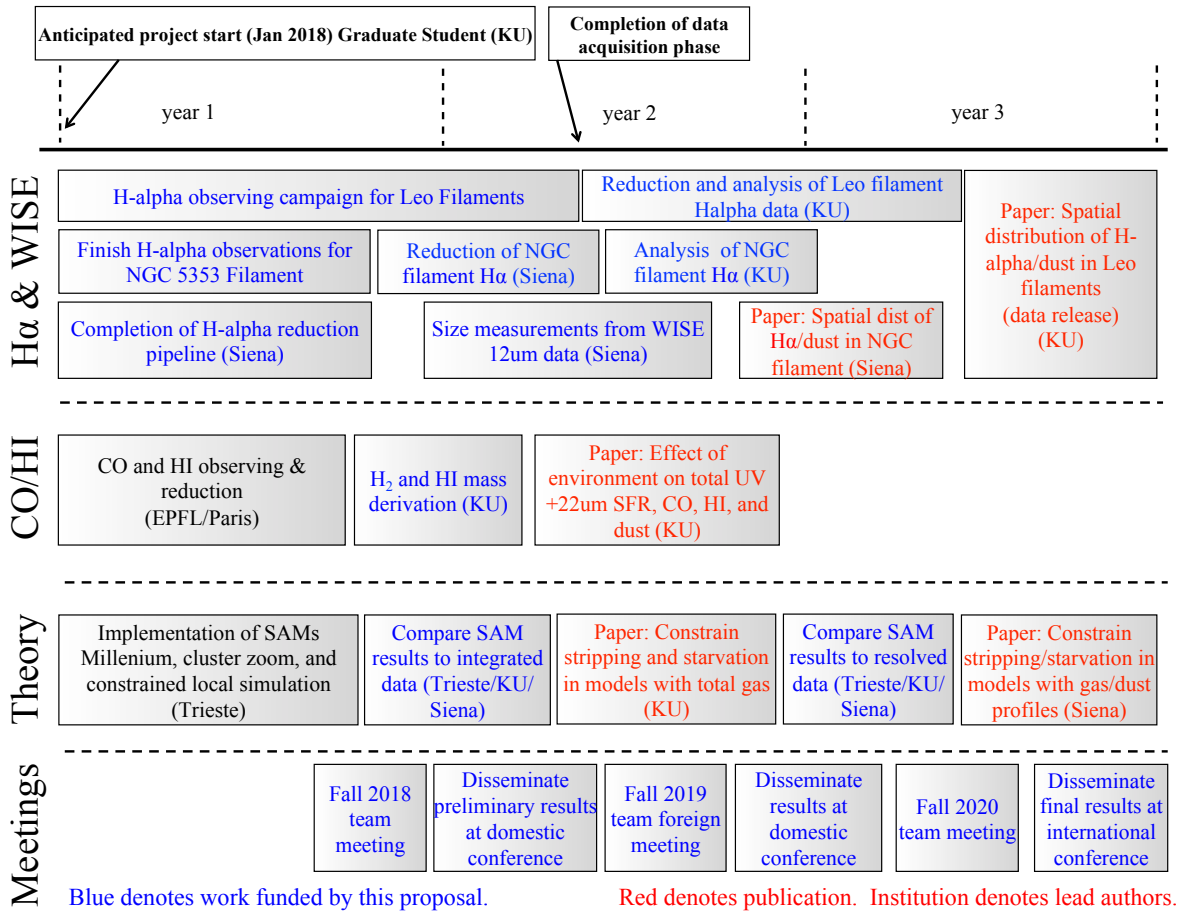 Anticipated project start (Jan 2018) Graduate Student (KU)
Completion of data
acquisition phase
year 1
year 2
year 3
Hα & WISE
H-alpha observing campaign for Leo Filaments
Reduction and analysis of Leo filament
Halpha data (KU)
Paper: Spatial
distribution of H-
alpha/dust in Leo
filaments
(data release)
(KU)
Finish H-alpha observations for
NGC 5353 Filament
Reduction of NGC
filament Hα (Siena)
Analysis of NGC
filament Hα (KU)
Completion of H-alpha reduction
pipeline (Siena)
Size measurements from WISE
12um data (Siena)
Paper: Spatial dist of
Hα/dust in NGC
filament (Siena)
CO/HI
CO and HI observing &
reduction
(EPFL/Paris)
H₂ and HI mass
derivation (KU)
Paper: Effect of
environment on total UV
+22um SFR, CO, HI, and
dust (KU)
Theory
Implementation of SAMs
Millenium, cluster zoom, and
constrained local simulation
(Trieste)
Compare SAM
results to integrated
data (Trieste/KU/
Siena)
Paper: Constrain
stripping and starvation
in models with total gas
(KU)
Compare SAM
results to resolved
data (Trieste/KU/
Siena)
Paper: Constrain
stripping/starvation in
models with gas/dust
profiles (Siena)
Meetings
Fall 2018
team
meeting
Disseminate
preliminary results
at domestic
conference
Fall 2019
team foreign
meeting
Disseminate
results at
domestic
conference
Fall 2020
team meeting
Disseminate
final results at
international
conference
Blue denotes work funded by this proposal.
Red denotes publication. Institution denotes lead authors.